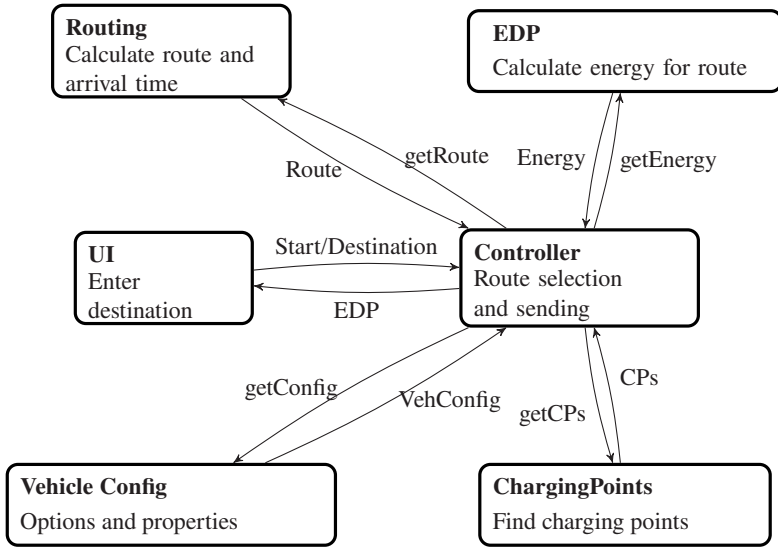 Routing
Calculate route and
arrival time
EDP
Calculate energy for route
getRoute
Energy
getEnergy
Route
UI
Enter
destination
Start/Destination
EDP
Controller
Route selection
and sending
getConfig
VehConfig
CPs
getCPs
Vehicle Config
Options and properties
ChargingPoints
Find charging points